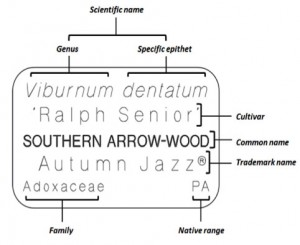 Scientific name
Genus Specific epithet
Viburnum dentatum
'Ralph Senior'
Cultivar
SOUTHERN ARROW-WOOD
Common name
Autumn Jazz®
Trademark name
Adoxaceae PA
Family Native range